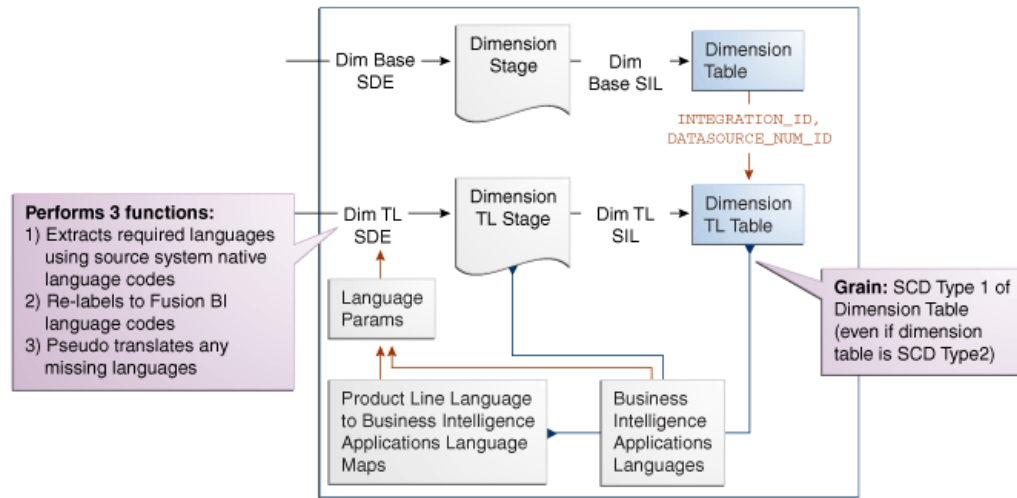 Dim Base
SDE
Dimension
Stage
Dim
Base SIL
Dimension
Table
INTEGRATION_ID,
DATASOURCE_NUM_ID
Performs 3 functions:
1) Extracts required languages
using source system native
language codes
2) Re-labels to Fusion BI
language codes
3) Pseudo translates any
missing languages
Dim TL
SDE
Dimension
TL Stage
Dim TL
SIL
Dimension
TL Table
Grain: SCD Type 1 of
Dimension Table
(even if dimension
table is SCD Type2)
Language
Params
Product Line Language
to Business Intelligence
Applications Language
Maps
Business
Intelligence
Applications
Languages